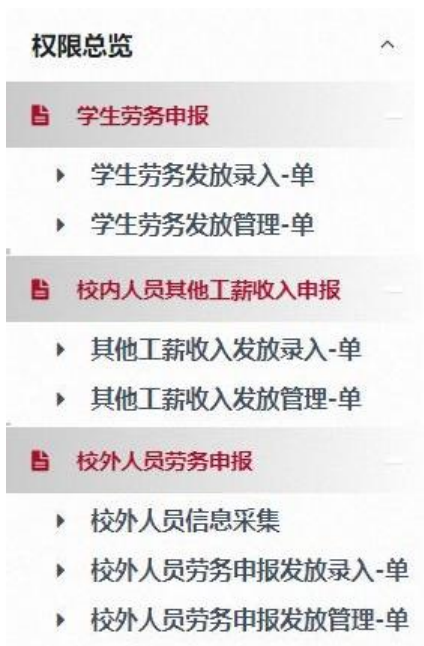 权限总览
学生劳务申报
学生劳务发放录入-单
学生劳务发放管理-单
校内人员其他工薪收入申报
其他工薪收入发放录入-单
其他工薪收入发放管理-单
校外人员劳务申报
校外人员信息采集
校外人员劳务申报发放录入-单
校外人员劳务申报发放管理-单